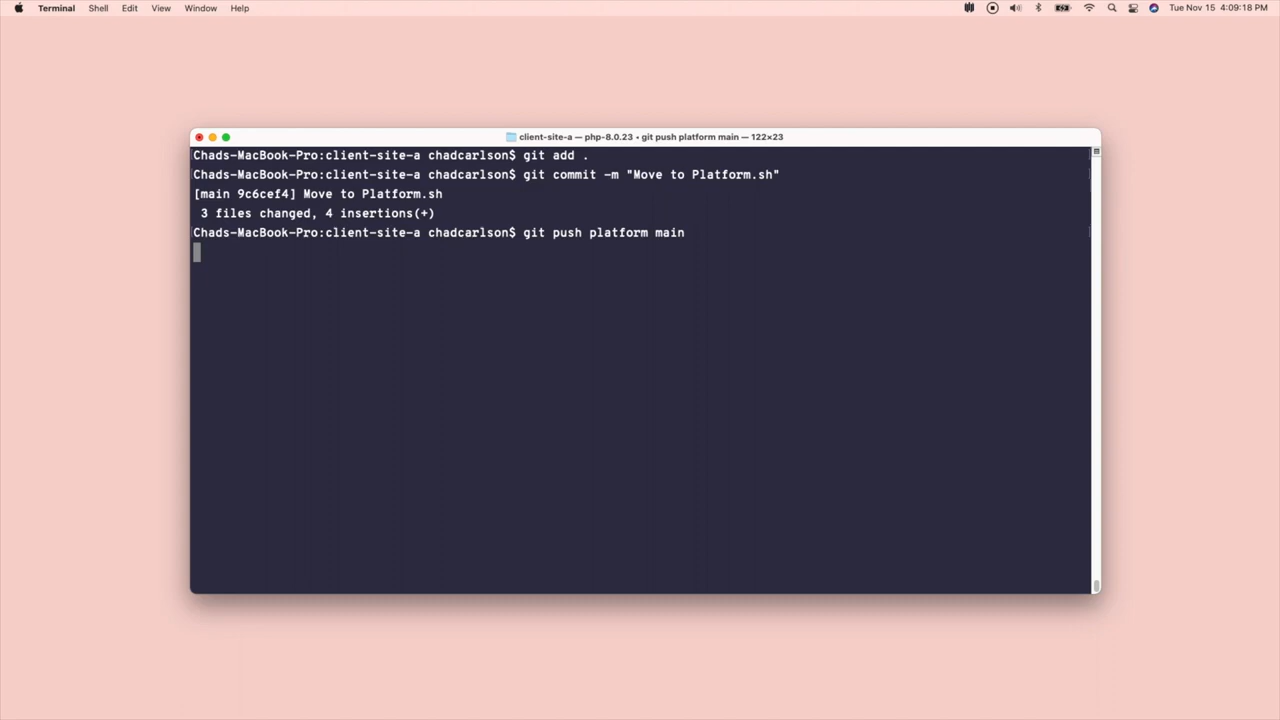 Terminal Shell Edit View Window Help Tue Nov 15 4:09:18 PM
client-site-a — php-8.0.23 • git push platform main — 122×23
Chads-MacBook-Pro:client-site-a chadcarlson$ git add .
Chads-MacBook-Pro:client-site-a chadcarlson$ git commit -m "Move to Platform.sh"
[main 9c6cef4] Move to Platform.sh
3 files changed, 4 insertions(+)
Chads-MacBook-Pro:client-site-a chadcarlson$ git push platform main